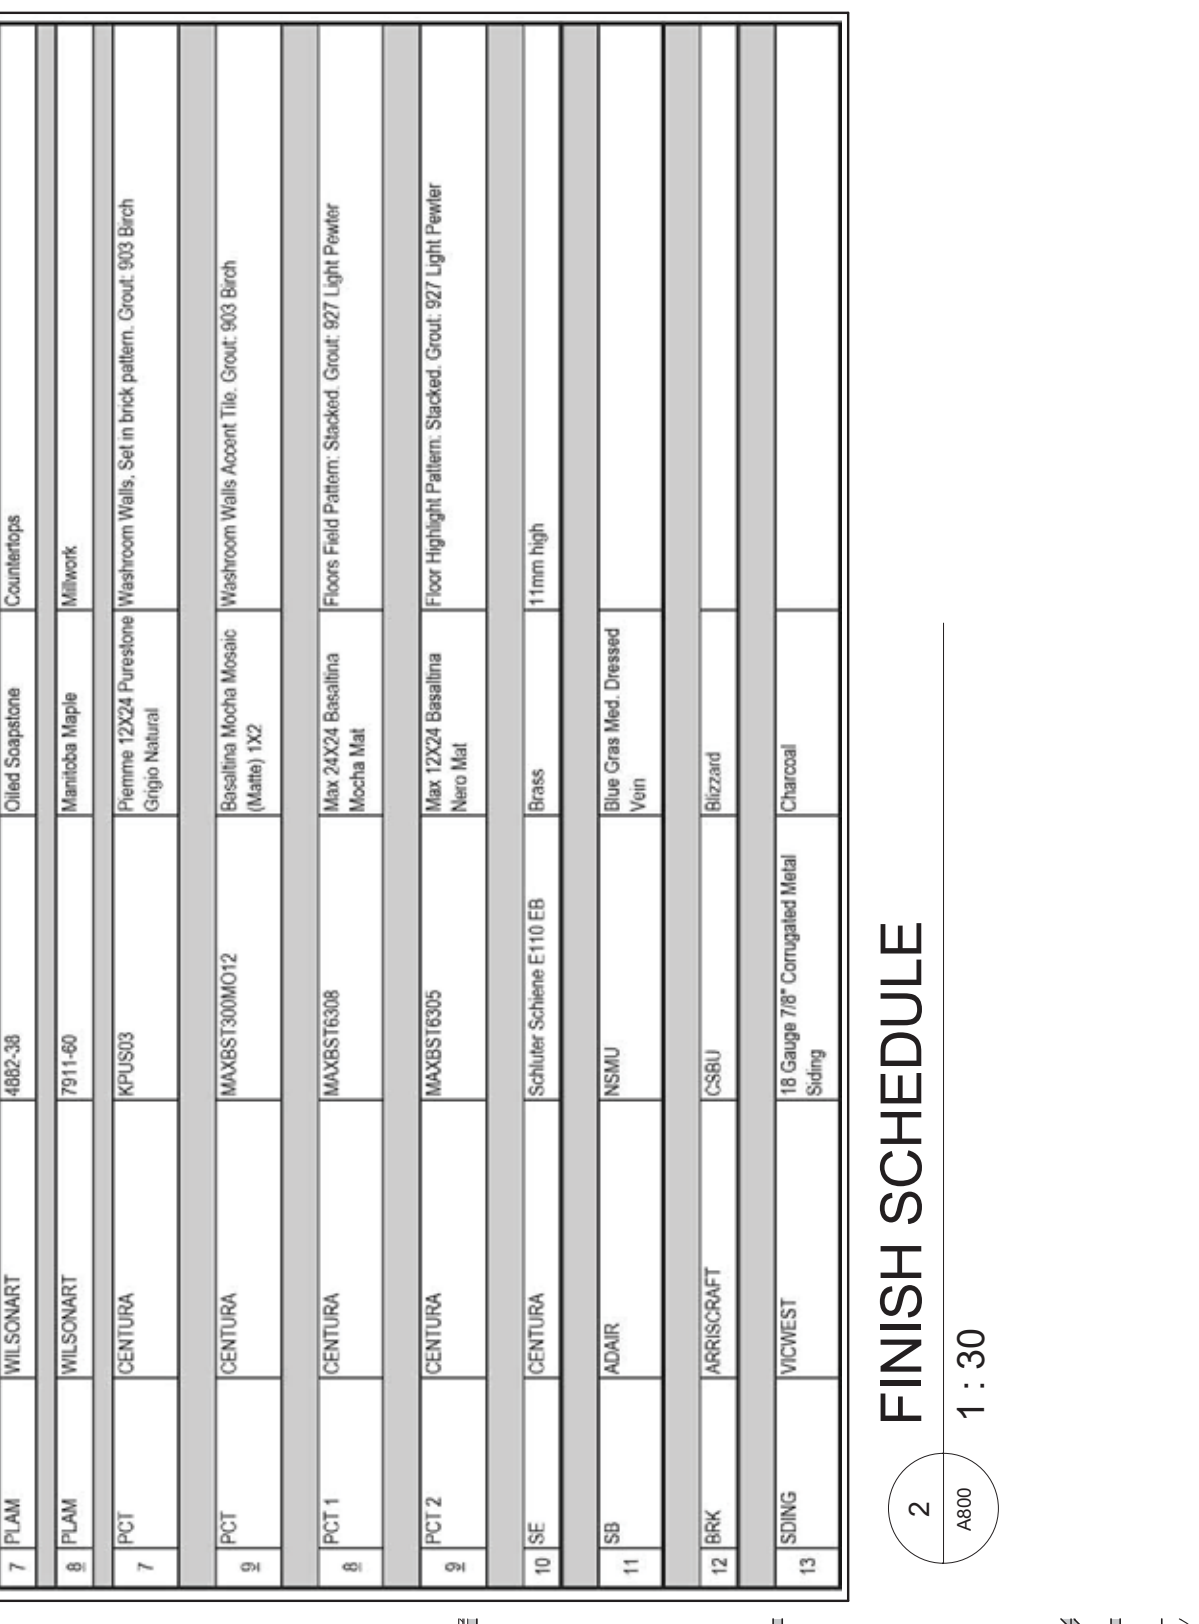 7 PLAM WILSONART 4882-38 Oiled Soapstone Countertops
8 PLAM WILSONART 7911-60 Manitoba Maple Millwork
7 PCT CENTURA KPUS03 Piemme 12X24 Purestone Washroom Walls, Set in brick pattern. Grout: 903 Birch
Grigio Natural
9 PCT CENTURA MAXBST300MO12 Basaltina Mocha Mosaic Washroom Walls Accent Tile. Grout: 903 Birch
(Matte) 1X2
8 PCT 1 CENTURA MAXBST6308 Max 24X24 Basaltina Floors Field Pattern: Stacked. Grout: 927 Light Pewter
Mocha Mat
9 PCT 2 CENTURA MAXBST6305 Max 12X24 Basaltina Floor Highlight Pattern: Stacked. Grout: 927 Light Pewter
Nero Mat
10 SE CENTURA Schluter Schiene E110 EB Brass 11mm high
11 SB ADAIR NSMU Blue Gras Med. Dressed
Vein
12 BRK ARRISCRAFT CSBU Blizzard
13 SDING VICWEST 18 Gauge 7/8" Corrugated Metal Charcoal
Siding
2 FINISH SCHEDULE
A800 1 : 30